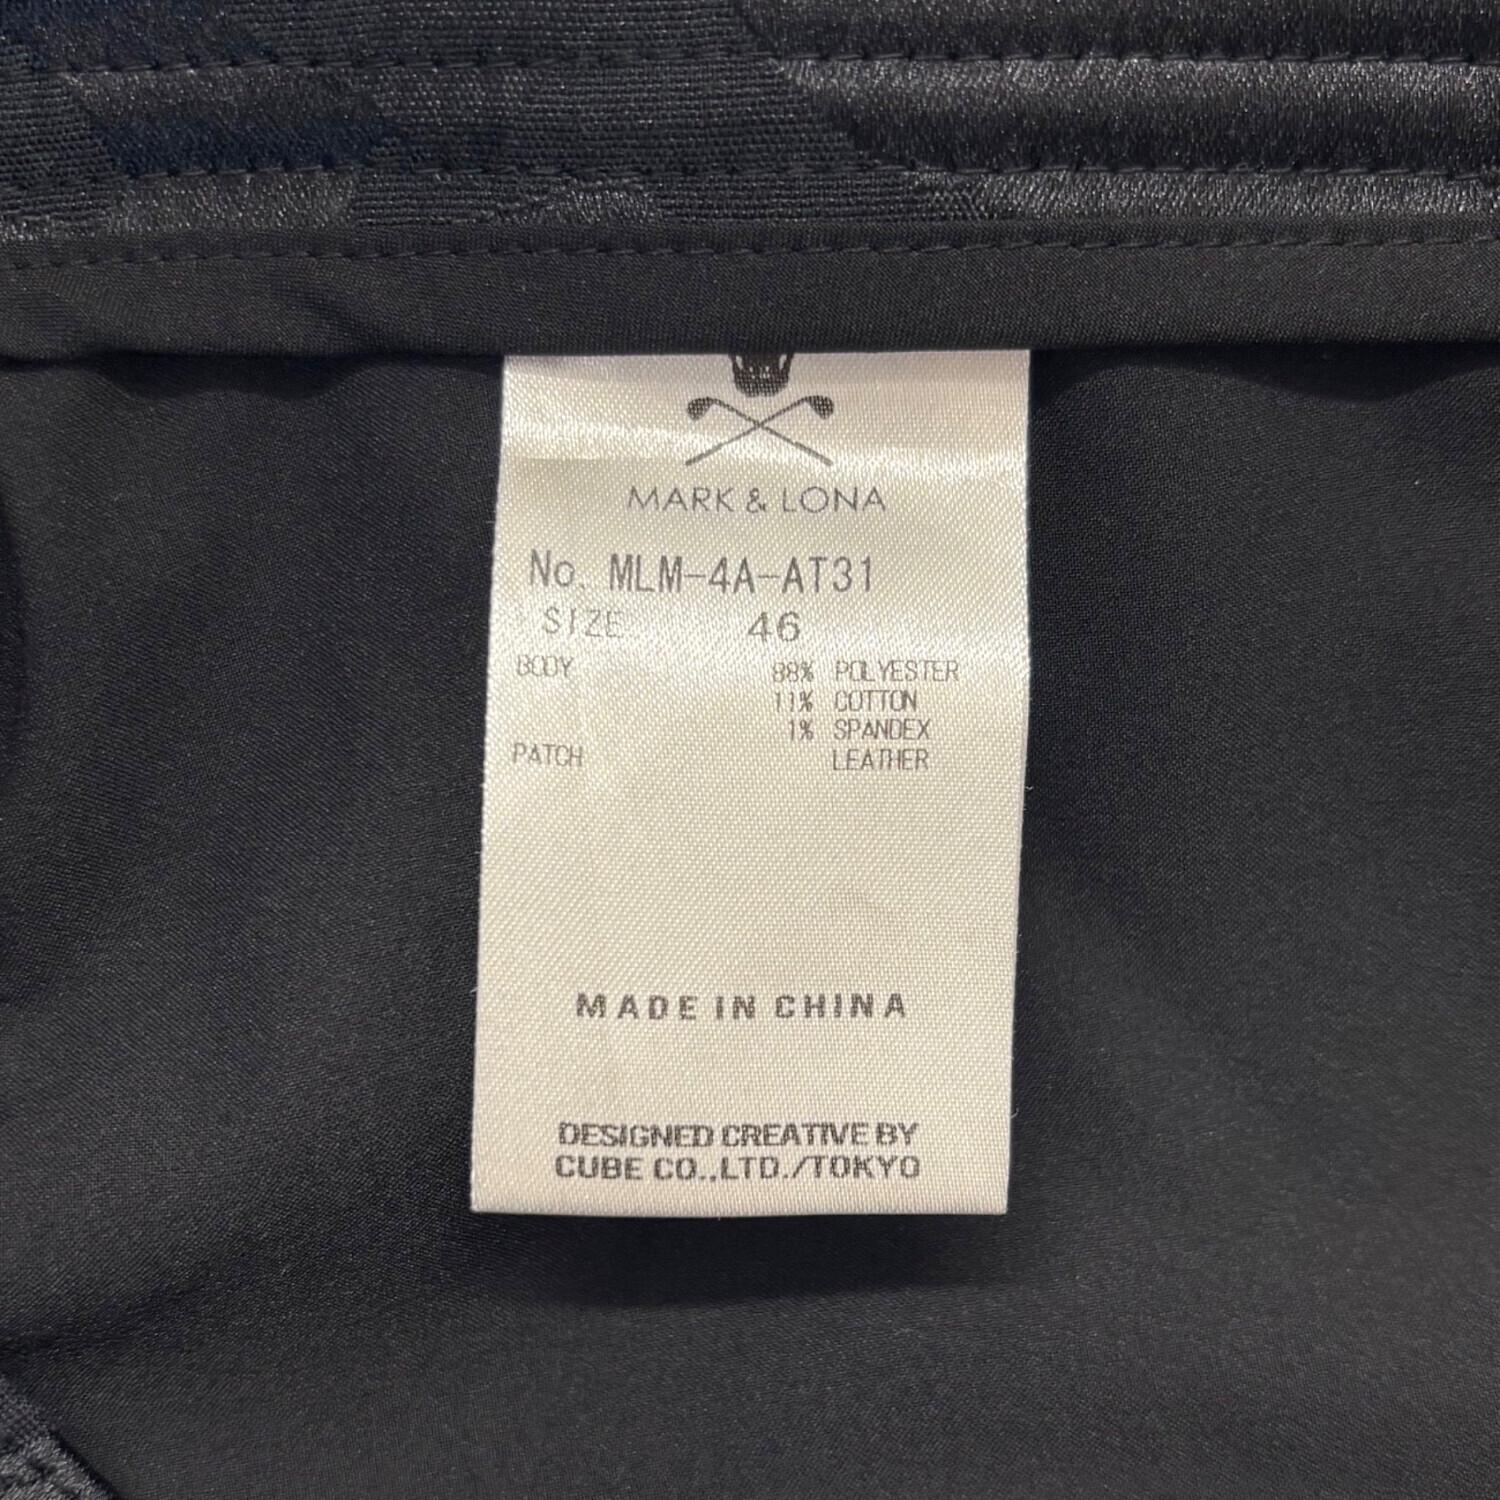 MARK & LONA
No. MLM-4A-AT31
SIZE 46
BODY 88% POLYESTER
11% COTTON
1% SPANDEX
PATCH LEATHER
MADE IN CHINA
DESIGNED CREATIVE BY
CUBE CO.,LTD./TOKYO